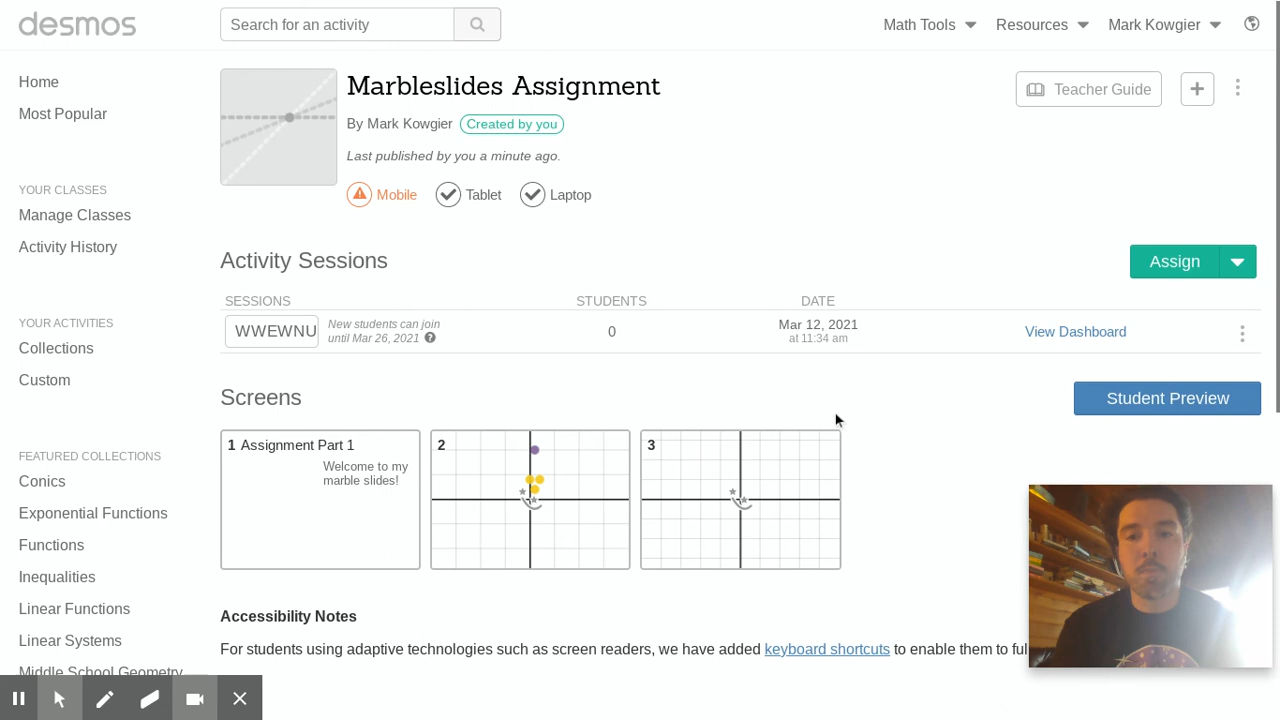 desmos
Search for an activity
Math Tools
Resources
Mark Kowgier
Home
Most Popular
YOUR CLASSES
Manage Classes
Activity History
YOUR ACTIVITIES
Collections
Custom
FEATURED COLLECTIONS
Conics
Exponential Functions
Functions
Inequalities
Linear Functions
Linear Systems
Middle School Geometry
Marbleslides Assignment
By Mark Kowgier Created by you
Last published by you a minute ago.
Mobile
Tablet
Laptop
Teacher Guide
Activity Sessions
Assign
SESSIONS
STUDENTS
DATE
WWEWNU
New students can join
until Mar 26, 2021
0
Mar 12, 2021
at 11:34 am
View Dashboard
Screens
Student Preview
1 Assignment Part 1
Welcome to my
marble slides!
2
3
Accessibility Notes
For students using adaptive technologies such as screen readers, we have added keyboard shortcuts to enable them to